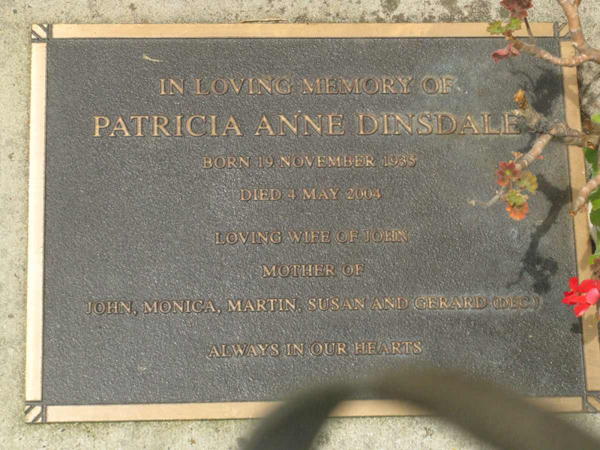 IN LOVING MEMORY OF
PATRICIA ANNE DINSDALE
BORN 19 NOVEMBER 1935
DIED 4 MAY 2004
LOVING WIFE OF JOHN
MOTHER OF
JOHN, MONICA, MARTIN, SUSAN AND GERARD (DEC.)
ALWAYS IN OUR HEARTS